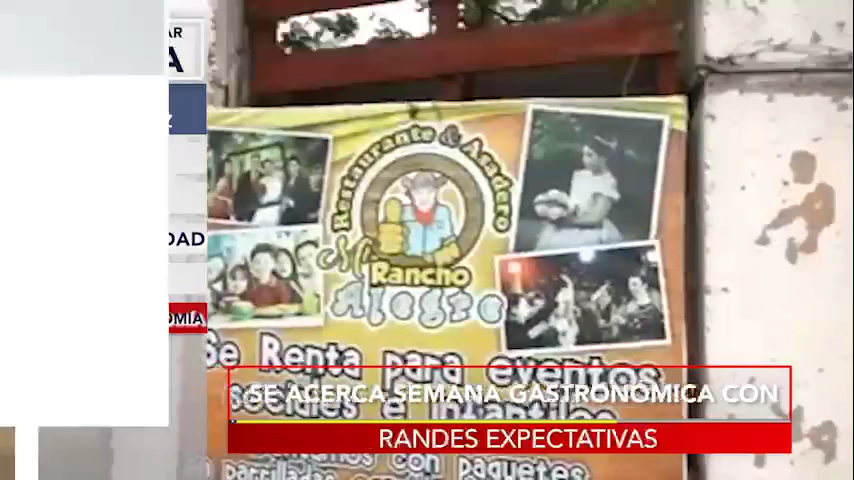 AR
A
Z
DAD
OMÍA
Restaurante & Asadero
Mi
Rancho
Alegre
Se Renta para eventos
sociales e infantiles
con paquetes
parrilladas
SE ACERCA SEMANA GASTRONÓMICA CON
RANDES EXPECTATIVAS